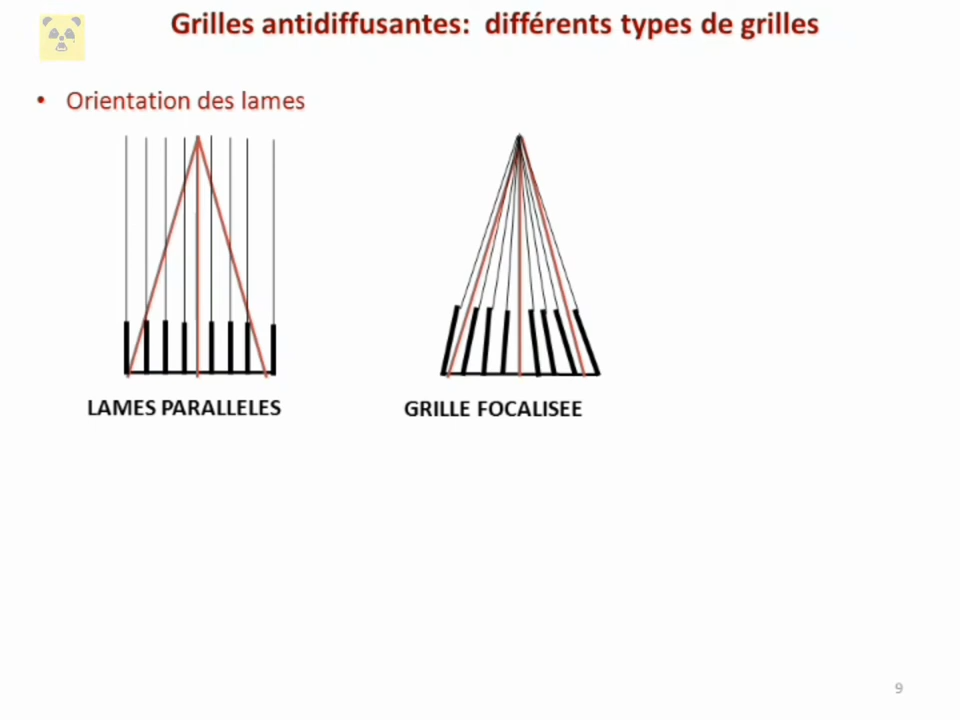 Grilles antidiffusantes: différents types de grilles
• Orientation des lames
LAMES PARALLELES
GRILLE FOCALISEE
9